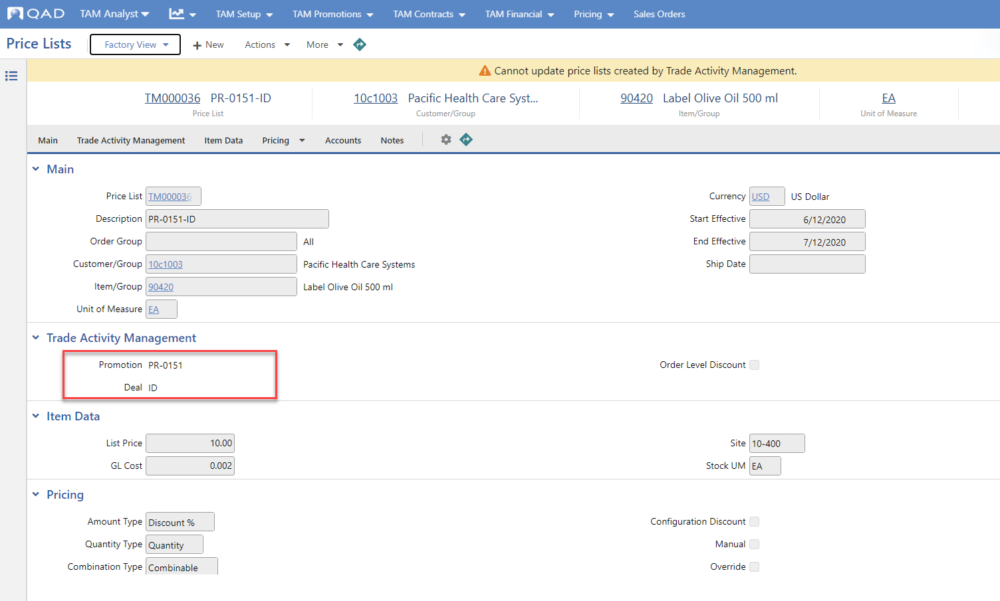 QAD TAM Analyst TAM Setup TAM Promotions TAM Contracts TAM Financial Pricing Sales Orders
Price Lists Factory View New Actions More
Cannot update price lists created by Trade Activity Management.
TM000036 PR-0151-ID 10c1003 Pacific Health Care Syst... 90420 Label Olive Oil 500 ml EA
Price List Customer/Group Item/Group Unit of Measure
Main Trade Activity Management Item Data Pricing Accounts Notes
Main
Price List TM000036 Currency USD US Dollar
Description PR-0151-ID Start Effective 6/12/2020
Order Group All End Effective 7/12/2020
Customer/Group 10c1003 Pacific Health Care Systems Ship Date
Item/Group 90420 Label Olive Oil 500 ml
Unit of Measure EA
Trade Activity Management
Promotion PR-0151 Order Level Discount
Deal ID
Item Data
List Price 10.00 Site 10-400
GL Cost 0.002 Stock UM EA
Pricing
Amount Type Discount % Configuration Discount
Quantity Type Quantity Manual
Combination Type Combinable Override